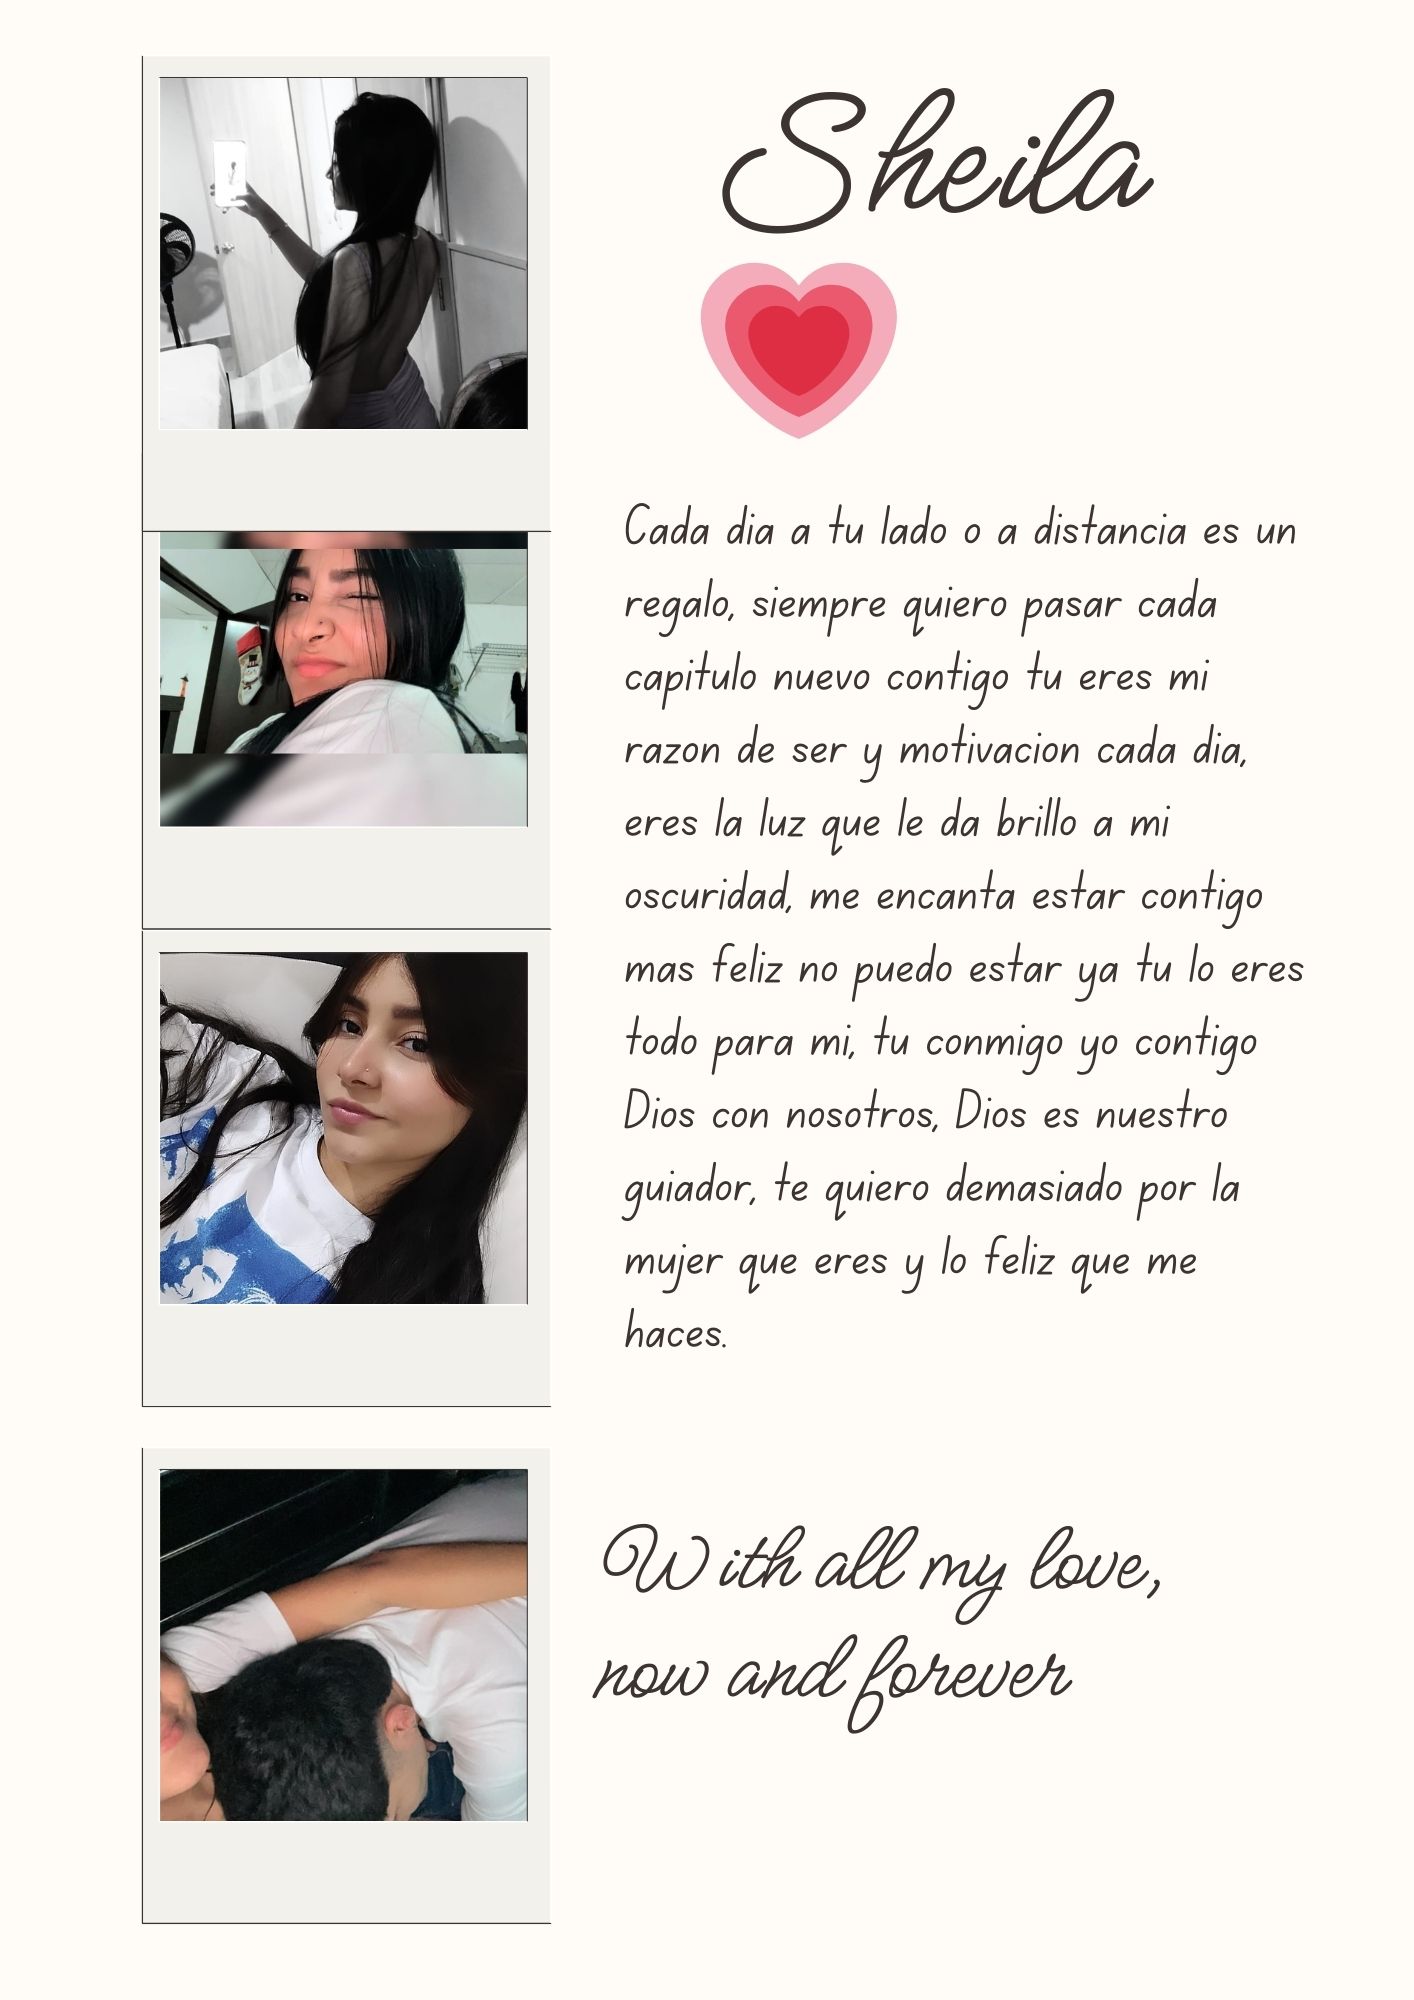 Sheila
Cada dia a tu lado o a distancia es un
regalo, siempre quiero pasar cada
capitulo nuevo contigo tu eres mi
razon de ser y motivacion cada dia,
eres la luz que le da brillo a mi
oscuridad, me encanta estar contigo
mas feliz no puedo estar ya tu lo eres
todo para mi, tu conmigo yo contigo
Dios con nosotros, Dios es nuestro
guiador, te quiero demasiado por la
mujer que eres y lo feliz que me
haces.
With all my love,
now and forever